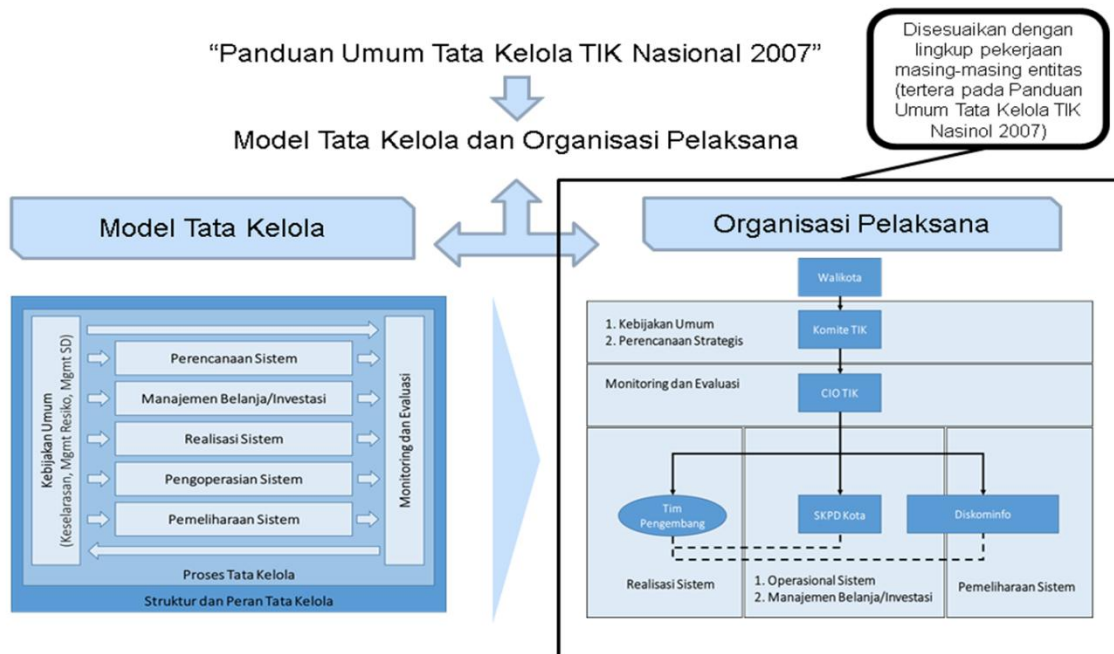 “Panduan Umum Tata Kelola TIK Nasional 2007”
Disesuaikan dengan
lingkup pekerjaan
masing-masing entitas
(tertera pada Panduan
Umum Tata Kelola TIK
Nasinol 2007)
Model Tata Kelola dan Organisasi Pelaksana
Model Tata Kelola
Kebijakan Umum
(Keselarasan, Mgmt Resiko, Mgmt SD)
Perencanaan Sistem
Manajemen Belanja/Investasi
Realisasi Sistem
Pengoperasian Sistem
Pemeliharaan Sistem
Monitoring dan Evaluasi
Proses Tata Kelola
Struktur dan Peran Tata Kelola
Organisasi Pelaksana
Walikota
1. Kebijakan Umum
2. Perencanaan Strategis
Komite TIK
Monitoring dan Evaluasi
CIO TIK
Tim
Pengembang
SKPD Kota
Diskominfo
Realisasi Sistem
1. Operasional Sistem
2. Manajemen Belanja/Investasi
Pemeliharaan Sistem